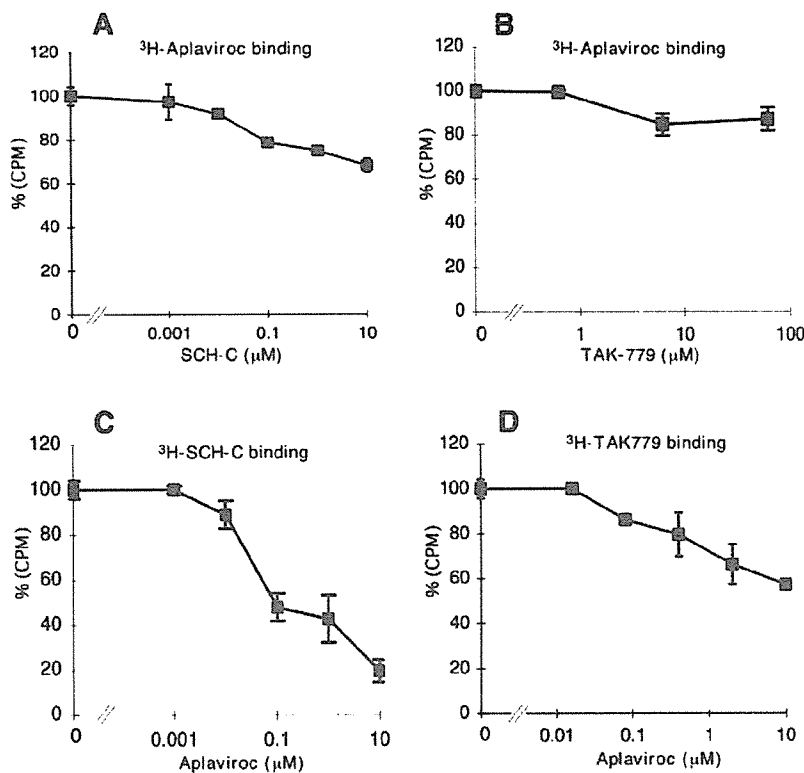 A
³H-Aplaviroc binding
120
100
80
60
40
20
0
% (CPM)
0 0.001 0.1 10
SCH-C (μM)
B
³H-Aplaviroc binding
120
100
80
60
40
20
0
% (CPM)
0 1 10 100
TAK-779 (μM)
C
³H-SCH-C binding
120
100
80
60
40
20
0
% (CPM)
0 0.001 0.1 10
Aplaviroc (μM)
D
³H-TAK779 binding
120
100
80
60
40
20
0
% (CPM)
0 0.01 0.1 1 10
Aplaviroc (μM)